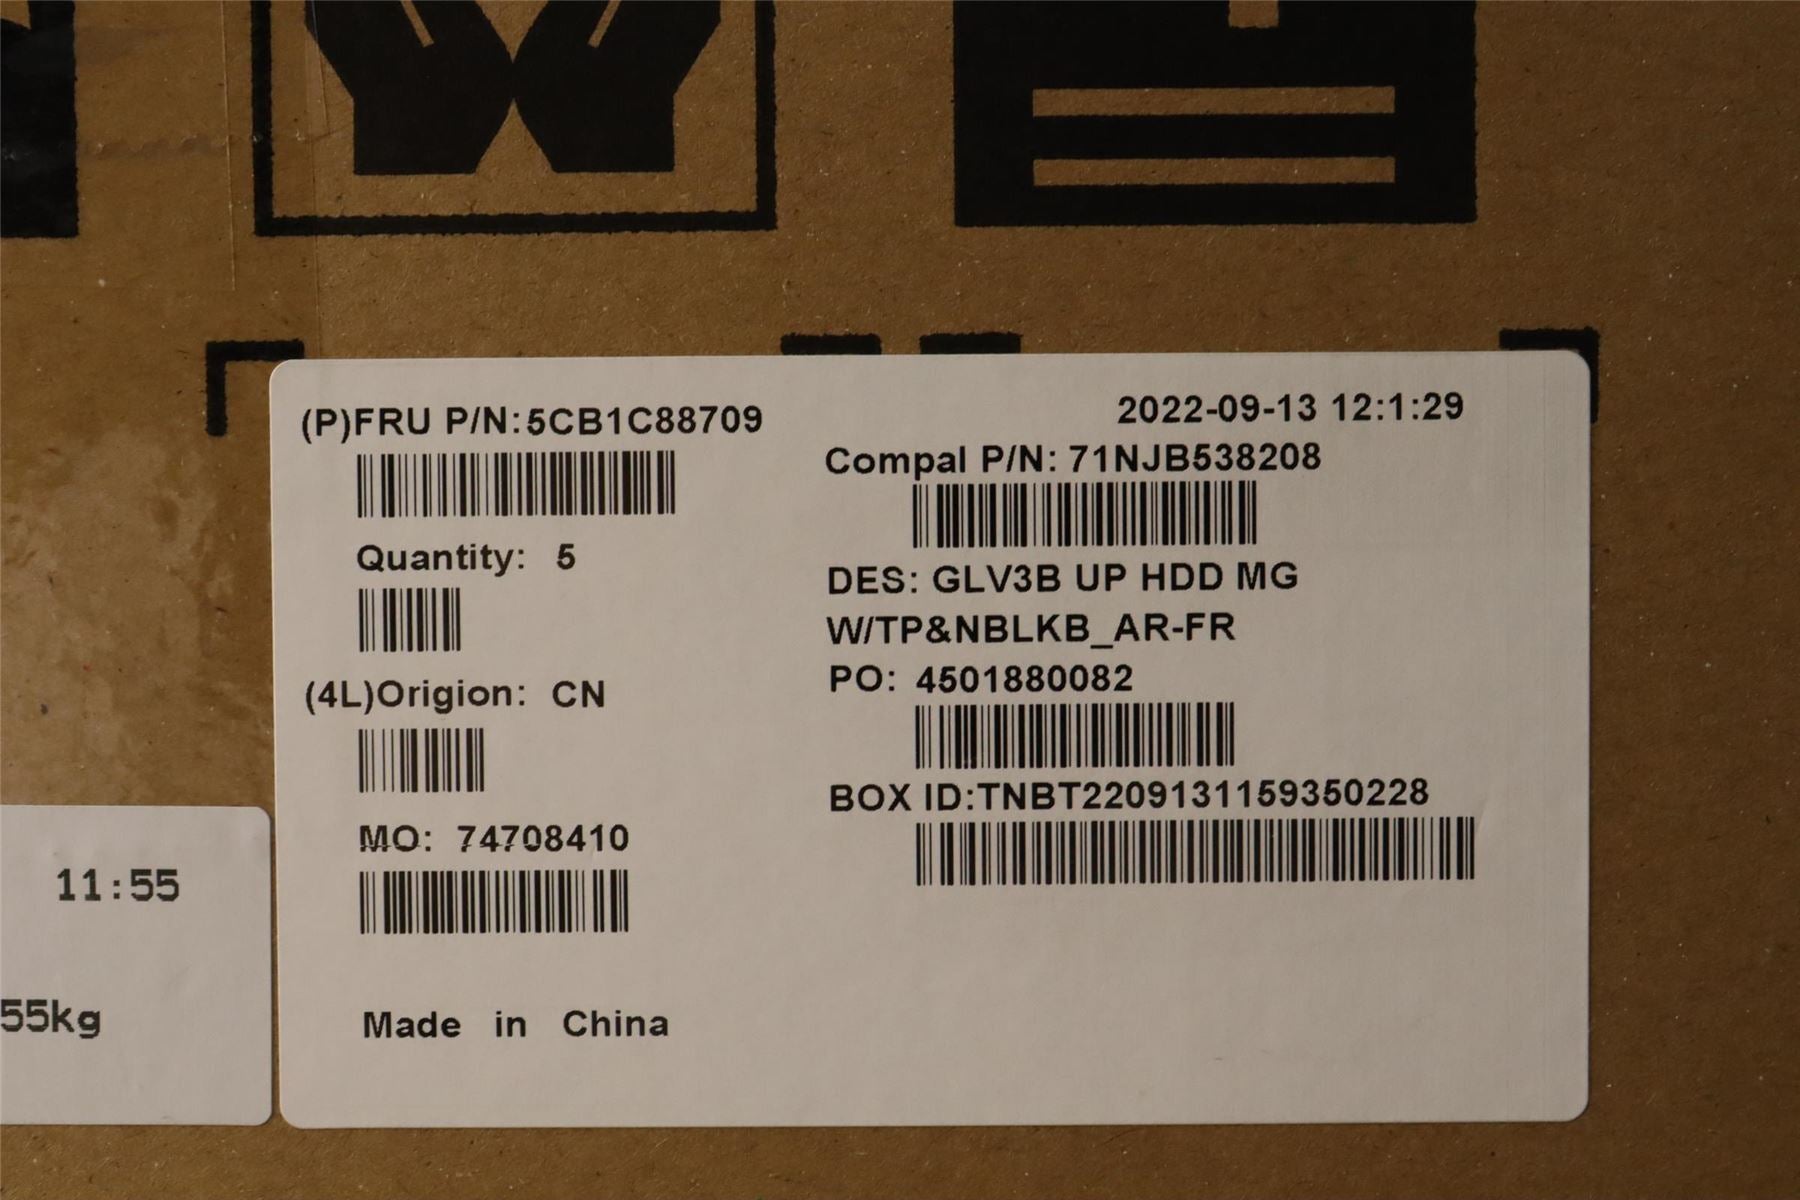 (P)FRU P/N:5CB1C88709
2022-09-13 12:1:29
Compal P/N: 71NJB538208
Quantity: 5
DES: GLV3B UP HDD MG
W/TP&NBLKB_AR-FR
(4L)Origion: CN
PO: 4501880082
BOX ID:TNBT2209131159350228
MO: 74708410
Made in China
11:55
55kg